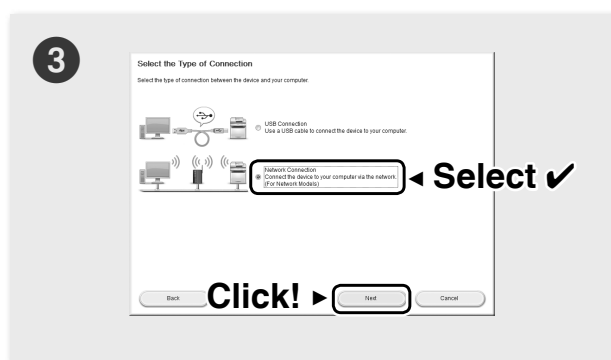 3
Select the Type of Connection
Select the type of connection between the device and your computer.
USB Connection
Use a USB cable to connect the device to your computer.
Network Connection
Connect the device to your computer via the network.
(For Network Models)
◄ Select ✔
Back
Click! ►
Next
Cancel